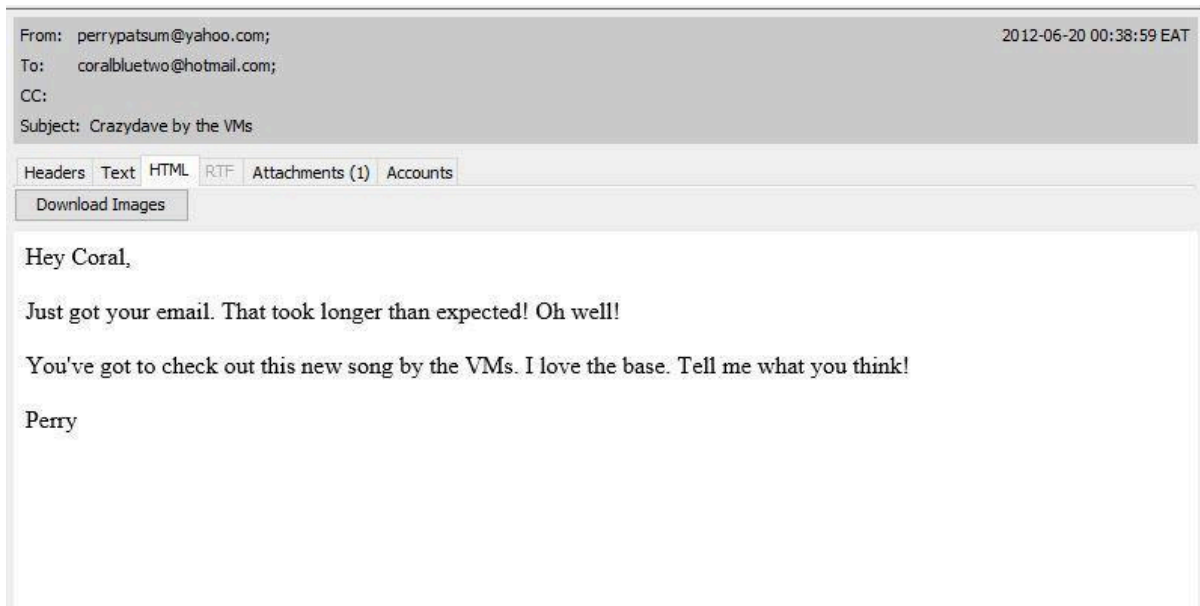 From: perrypatsum@yahoo.com; 2012-06-20 00:38:59 EAT
To: coralbluetwo@hotmail.com;
CC:
Subject: Crazydave by the VMs
Headers Text HTML RTF Attachments (1) Accounts
Download Images
Hey Coral,
Just got your email. That took longer than expected! Oh well!
You've got to check out this new song by the VMs. I love the base. Tell me what you think!
Perry